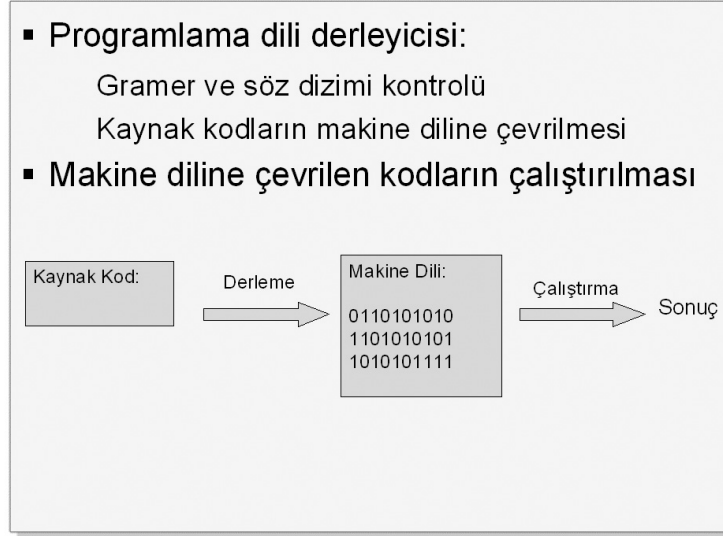 ▪ Programlama dili derleyicisi:
Gramer ve söz dizimi kontrolü
Kaynak kodların makine diline çevrilmesi
▪ Makine diline çevrilen kodların çalıştırılması
Kaynak Kod:
Derleme
Makine Dili:
0110101010
1101010101
1010101111
Çalıştırma
Sonuç